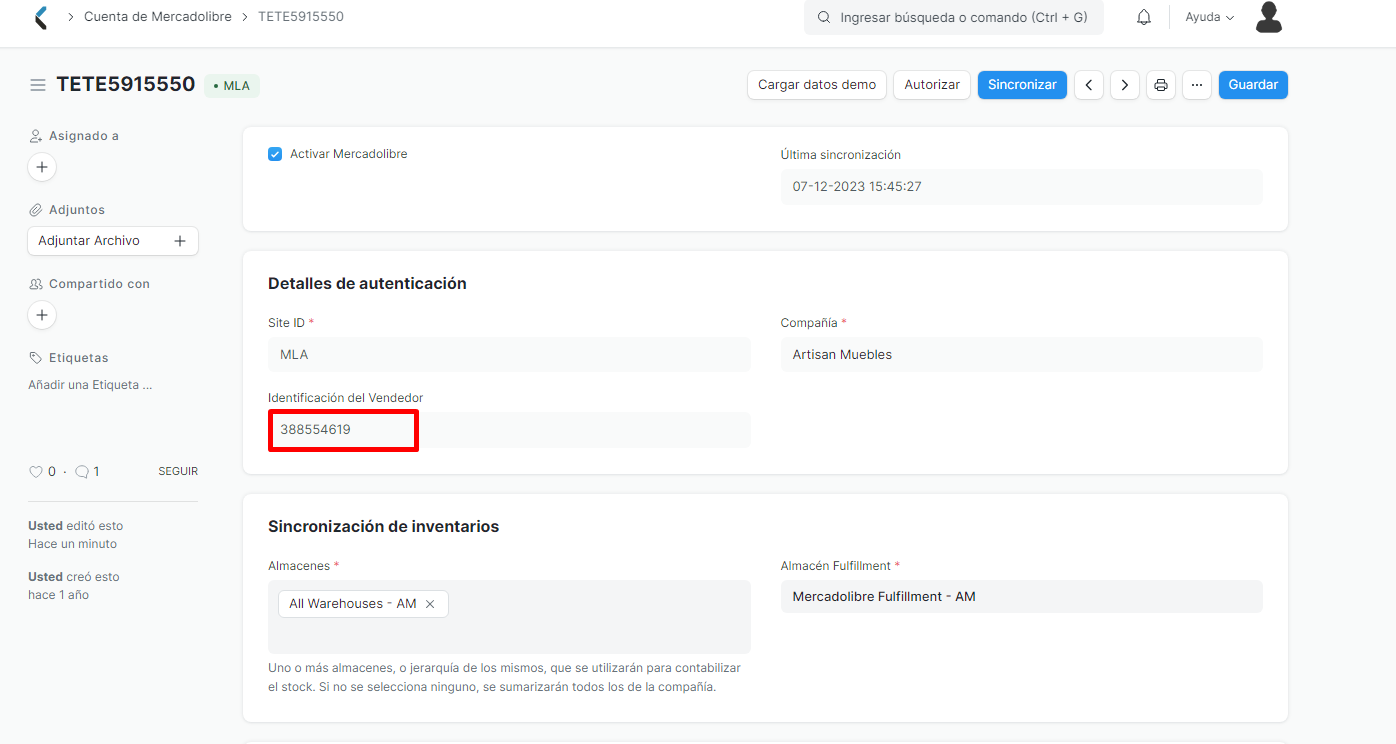 Cuenta de Mercadolibre
TETE5915550
Ingresar búsqueda o comando (Ctrl + G)
Ayuda
TETE5915550
MLA
Cargar datos demo
Autorizar
Sincronizar
Guardar
Asignado a
Adjuntos
Adjuntar Archivo
Compartido con
Etiquetas
Añadir una Etiqueta ...
0 · 1
SEGUIR
Usted editó esto
Hace un minuto
Usted creó esto
hace 1 año
Activar Mercadolibre
Última sincronización
07-12-2023 15:45:27
Detalles de autenticación
Site ID *
MLA
Compañía *
Artisan Muebles
Identificación del Vendedor
388554619
Sincronización de inventarios
Almacenes *
All Warehouses - AM
Uno o más almacenes, o jerarquía de los mismos, que se utilizarán para contabilizar
el stock. Si no se selecciona ninguno, se sumarizarán todos los de la compañía.
Almacén Fulfillment *
Mercadolibre Fulfillment - AM